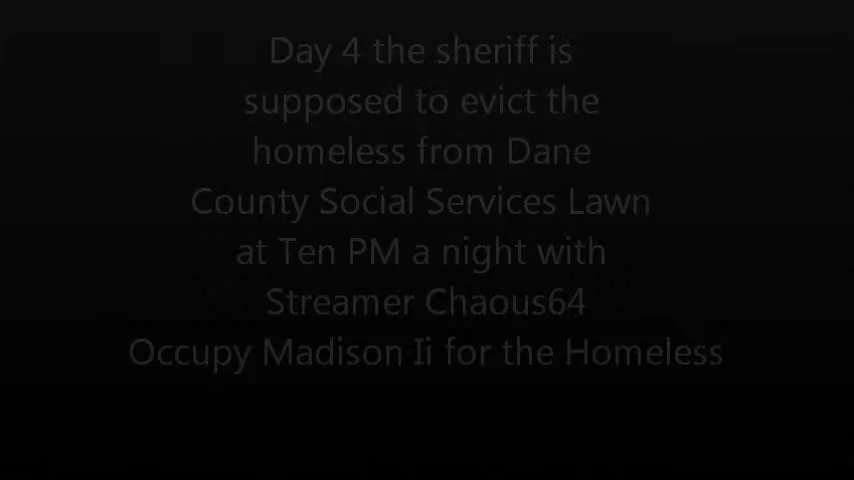 Day 4 the sheriff is
supposed to evict the
homeless from Dane
County Social Services Lawn
at Ten PM a night with
Streamer Chaous64
Occupy Madison Ii for the Homeless